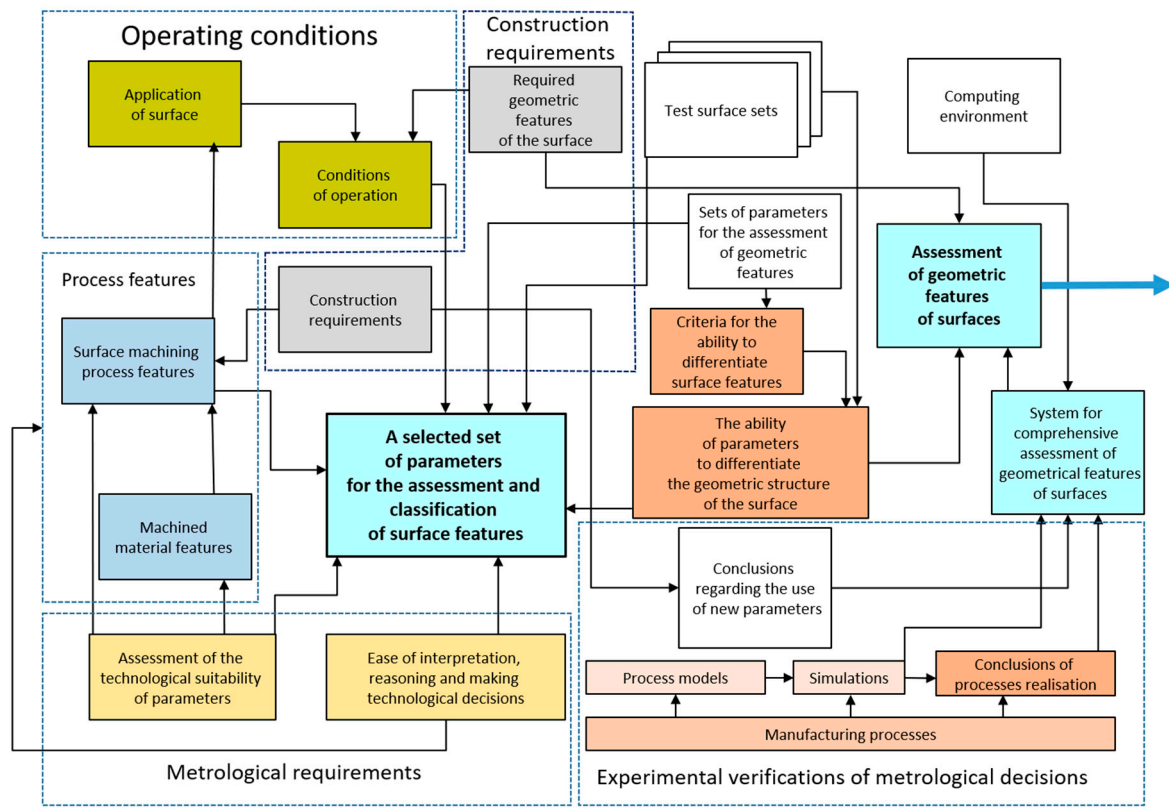 Operating conditions
Construction
requirements
Application
of surface
Required
geometric
features
of the surface
Test surface sets
Computing
environment
Conditions
of operation
Sets of parameters
for the assessment
of geometric
features
Assessment
of geometric
features
of surfaces
Process features
Construction
requirements
Surface machining
process features
Criteria for the
ability to
differentiate
surface features
A selected set
of parameters
for the assessment and
classification
of surface features
The ability
of parameters
to differentiate
the geometric structure
of the surface
System for
comprehensive
assessment of
geometrical features
of surfaces
Machined
material features
Conclusions
regarding the use
of new parameters
Assessment of the
technological suitability
of parameters
Ease of interpretation,
reasoning and making
technological decisions
Process models
Simulations
Conclusions of
processes realisation
Manufacturing processes
Metrological requirements
Experimental verifications of metrological decisions